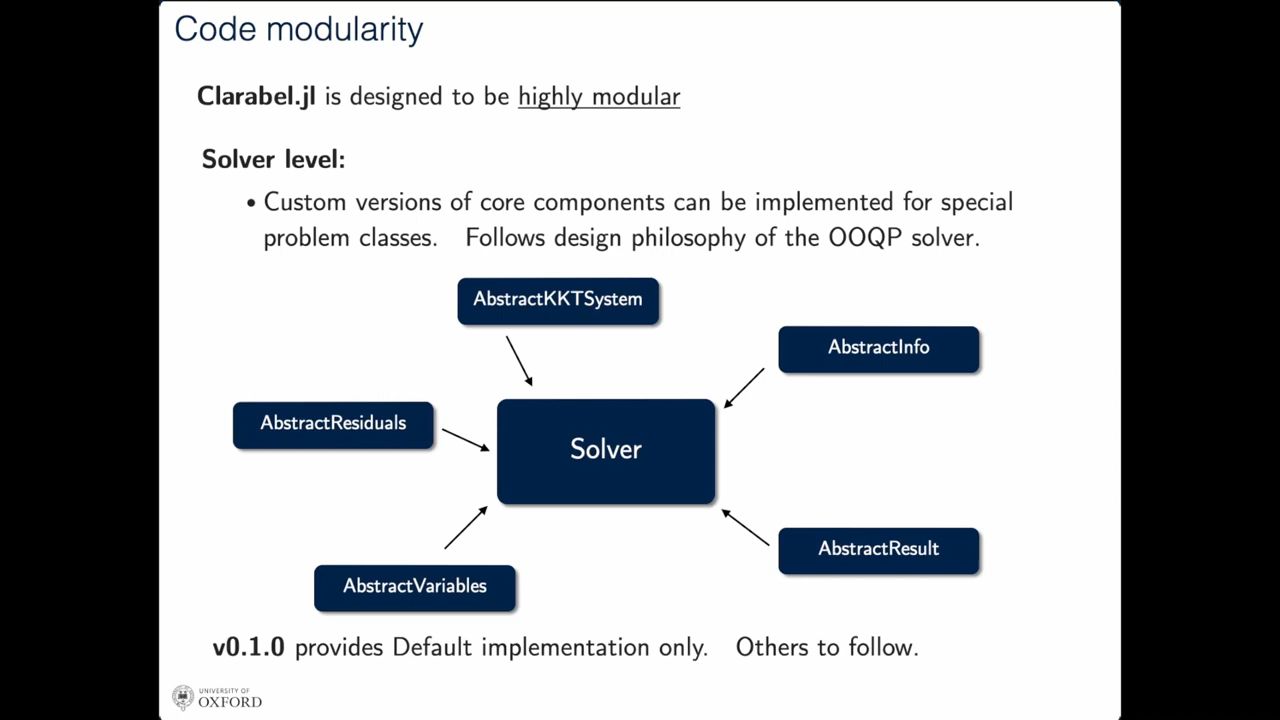 Code modularity
Clarabel.jl is designed to be highly modular
Solver level:
• Custom versions of core components can be implemented for special
problem classes. Follows design philosophy of the OOQP solver.
AbstractKKTSystem
AbstractInfo
AbstractResiduals
Solver
AbstractResult
AbstractVariables
v0.1.0 provides Default implementation only. Others to follow.
UNIVERSITY OF
OXFORD